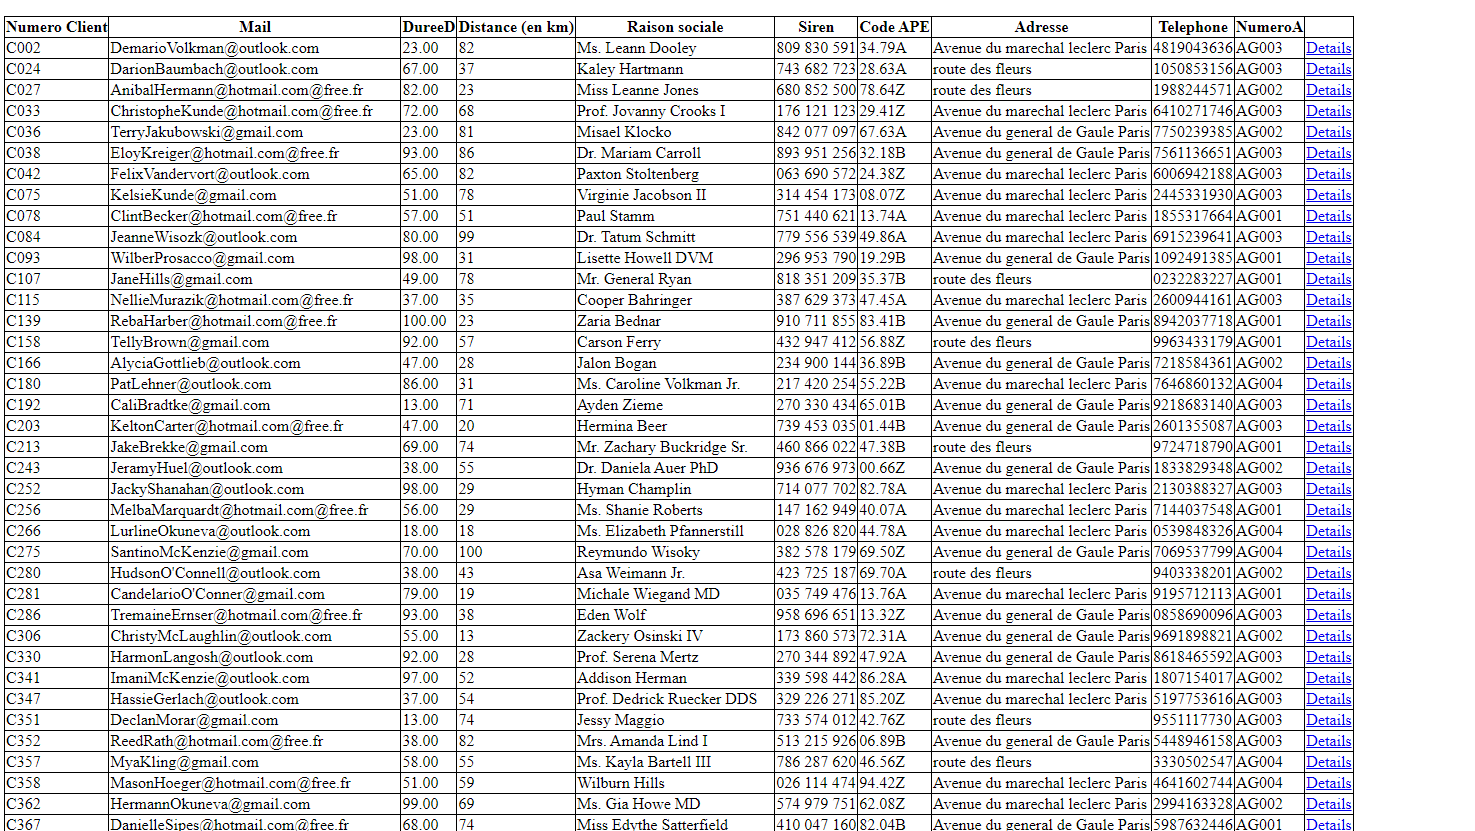 Numero Client Mail DureeD Distance (en km) Raison sociale Siren Code APE Adresse Telephone NumeroA
C002 DemarioVolkman@outlook.com 23.00 82 Ms. Leann Dooley 809 830 591 34.79A Avenue du marechal leclerc Paris 4819043636 AG003 Details
C024 DarionBaumbach@outlook.com 67.00 37 Kaley Hartmann 743 682 723 28.63A route des fleurs 1050853156 AG003 Details
C027 AnibalHermann@hotmail.com@free.fr 82.00 23 Miss Leanne Jones 680 852 500 78.64Z route des fleurs 1988244571 AG002 Details
C033 ChristopheKunde@hotmail.com@free.fr 72.00 68 Prof. Jovanny Crooks I 176 121 123 29.41Z Avenue du marechal leclerc Paris 6410271746 AG003 Details
C036 TerryJakubowski@gmail.com 23.00 81 Misael Klocko 842 077 097 67.63A Avenue du general de Gaule Paris 7750239385 AG002 Details
C038 EloyKreiger@hotmail.com@free.fr 93.00 86 Dr. Mariam Carroll 893 951 256 32.18B Avenue du general de Gaule Paris 7561136651 AG003 Details
C042 FelixVandervort@outlook.com 65.00 82 Paxton Stoltenberg 063 690 572 24.38Z Avenue du marechal leclerc Paris 6006942188 AG003 Details
C075 KelsieKunde@gmail.com 51.00 78 Virginie Jacobson II 314 454 173 08.07Z Avenue du marechal leclerc Paris 2445331930 AG003 Details
C078 ClintBecker@hotmail.com@free.fr 57.00 51 Paul Stamm 751 440 621 13.74A Avenue du marechal leclerc Paris 1855317664 AG001 Details
C084 JeanneWisozk@outlook.com 80.00 99 Dr. Tatum Schmitt 779 556 539 49.86A Avenue du marechal leclerc Paris 6915239641 AG003 Details
C093 WilberProsacco@gmail.com 98.00 31 Lisette Howell DVM 296 953 790 19.29B Avenue du general de Gaule Paris 1092491385 AG001 Details
C107 JaneHills@gmail.com 49.00 78 Mr. General Ryan 818 351 209 35.37B route des fleurs 0232283227 AG001 Details
C115 NellieMurazik@hotmail.com@free.fr 37.00 35 Cooper Bahringer 387 629 373 47.45A Avenue du marechal leclerc Paris 2600944161 AG003 Details
C139 RebaHarber@hotmail.com@free.fr 100.00 23 Zaria Bednar 910 711 855 83.41B Avenue du general de Gaule Paris 8942037718 AG001 Details
C158 TellyBrown@gmail.com 92.00 57 Carson Ferry 432 947 412 56.88Z route des fleurs 9963433179 AG001 Details
C166 AlyciaGottlieb@outlook.com 47.00 28 Jalon Bogan 234 900 144 36.89B Avenue du general de Gaule Paris 7218584361 AG002 Details
C180 PatLehner@outlook.com 86.00 31 Ms. Caroline Volkman Jr. 217 420 254 55.22B Avenue du marechal leclerc Paris 7646860132 AG004 Details
C192 CaliBradtke@gmail.com 13.00 71 Ayden Zieme 270 330 434 65.01B Avenue du general de Gaule Paris 9218683140 AG003 Details
C203 KeltonCarter@hotmail.com@free.fr 47.00 20 Hermina Beer 739 453 035 01.44B Avenue du general de Gaule Paris 2601355087 AG003 Details
C213 JakeBrekke@gmail.com 69.00 74 Mr. Zachary Buckridge Sr. 460 866 022 47.38B route des fleurs 9724718790 AG001 Details
C243 JeramyHuel@outlook.com 38.00 55 Dr. Daniela Auer PhD 936 676 973 00.66Z Avenue du general de Gaule Paris 1833829348 AG002 Details
C252 JackyShanahan@outlook.com 98.00 29 Hyman Champlin 714 077 702 82.78A Avenue du marechal leclerc Paris 2130388327 AG003 Details
C256 MelbaMarquardt@hotmail.com@free.fr 56.00 29 Ms. Shanie Roberts 147 162 949 40.07A Avenue du marechal leclerc Paris 7144037548 AG001 Details
C266 LurlineOkuneva@outlook.com 18.00 18 Ms. Elizabeth Pfannerstill 028 826 820 44.78A Avenue du marechal leclerc Paris 0539848326 AG004 Details
C275 SantinoMcKenzie@gmail.com 70.00 100 Reymundo Wisoky 382 578 179 69.50Z Avenue du general de Gaule Paris 7069537799 AG004 Details
C280 HudsonO'Connell@outlook.com 38.00 43 Asa Weimann Jr. 423 725 187 69.70A route des fleurs 9403338201 AG002 Details
C281 CandelarioO'Conner@gmail.com 79.00 19 Michale Wiegand MD 035 749 476 13.76A Avenue du marechal leclerc Paris 9195712113 AG001 Details
C286 TremaineErnser@hotmail.com@free.fr 93.00 38 Eden Wolf 958 696 651 13.32Z Avenue du general de Gaule Paris 0858690096 AG003 Details
C306 ChristyMcLaughlin@outlook.com 55.00 13 Zackery Osinski IV 173 860 573 72.31A Avenue du general de Gaule Paris 9691898821 AG002 Details
C330 HarmonLangosh@outlook.com 92.00 28 Prof. Serena Mertz 270 344 892 47.92A Avenue du general de Gaule Paris 8618465592 AG003 Details
C341 ImaniMcKenzie@outlook.com 97.00 52 Addison Herman 339 598 442 86.28A Avenue du marechal leclerc Paris 1807154017 AG002 Details
C347 HassieGerlach@outlook.com 37.00 54 Prof. Dedrick Ruecker DDS 329 226 271 85.20Z Avenue du marechal leclerc Paris 5197753616 AG003 Details
C351 DeclanMorar@gmail.com 13.00 74 Jessy Maggio 733 574 012 42.76Z route des fleurs 9551117730 AG003 Details
C352 ReedRath@hotmail.com@free.fr 38.00 82 Mrs. Amanda Lind I 513 215 926 06.89B Avenue du general de Gaule Paris 5448946158 AG003 Details
C357 MyaKling@gmail.com 58.00 55 Ms. Kayla Bartell III 786 287 620 46.56Z route des fleurs 3330502547 AG004 Details
C358 MasonHoeger@hotmail.com@free.fr 51.00 59 Wilburn Hills 026 114 474 94.42Z Avenue du marechal leclerc Paris 4641602744 AG004 Details
C362 HermannOkuneva@gmail.com 99.00 69 Ms. Gia Howe MD 574 979 751 62.08Z Avenue du marechal leclerc Paris 2994163328 AG002 Details
C367 DanielleSipes@hotmail.com@free.fr 68.00 74 Miss Edythe Satterfield 410 047 160 82.04B Avenue du marechal leclerc Paris 5987632446 AG001 Details